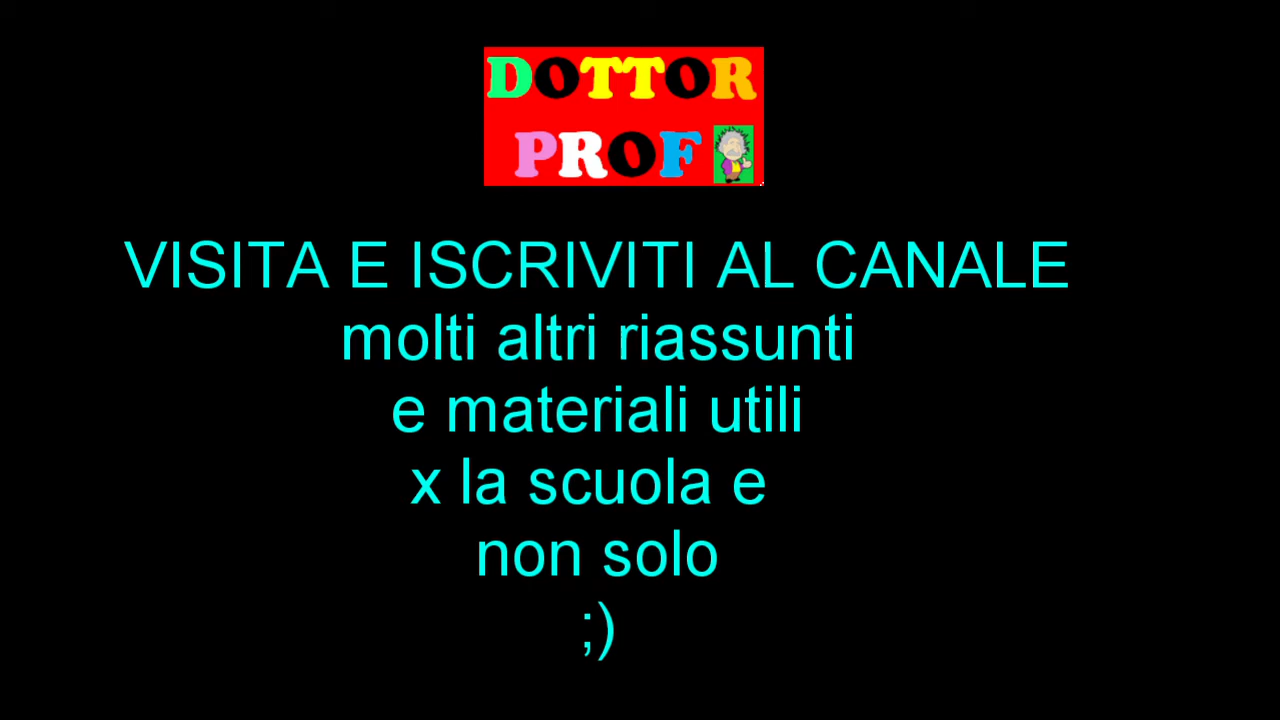 DOTTOR
PROF
VISITA E ISCRIVITI AL CANALE
molti altri riassunti
e materiali utili
x la scuola e
non solo
;)